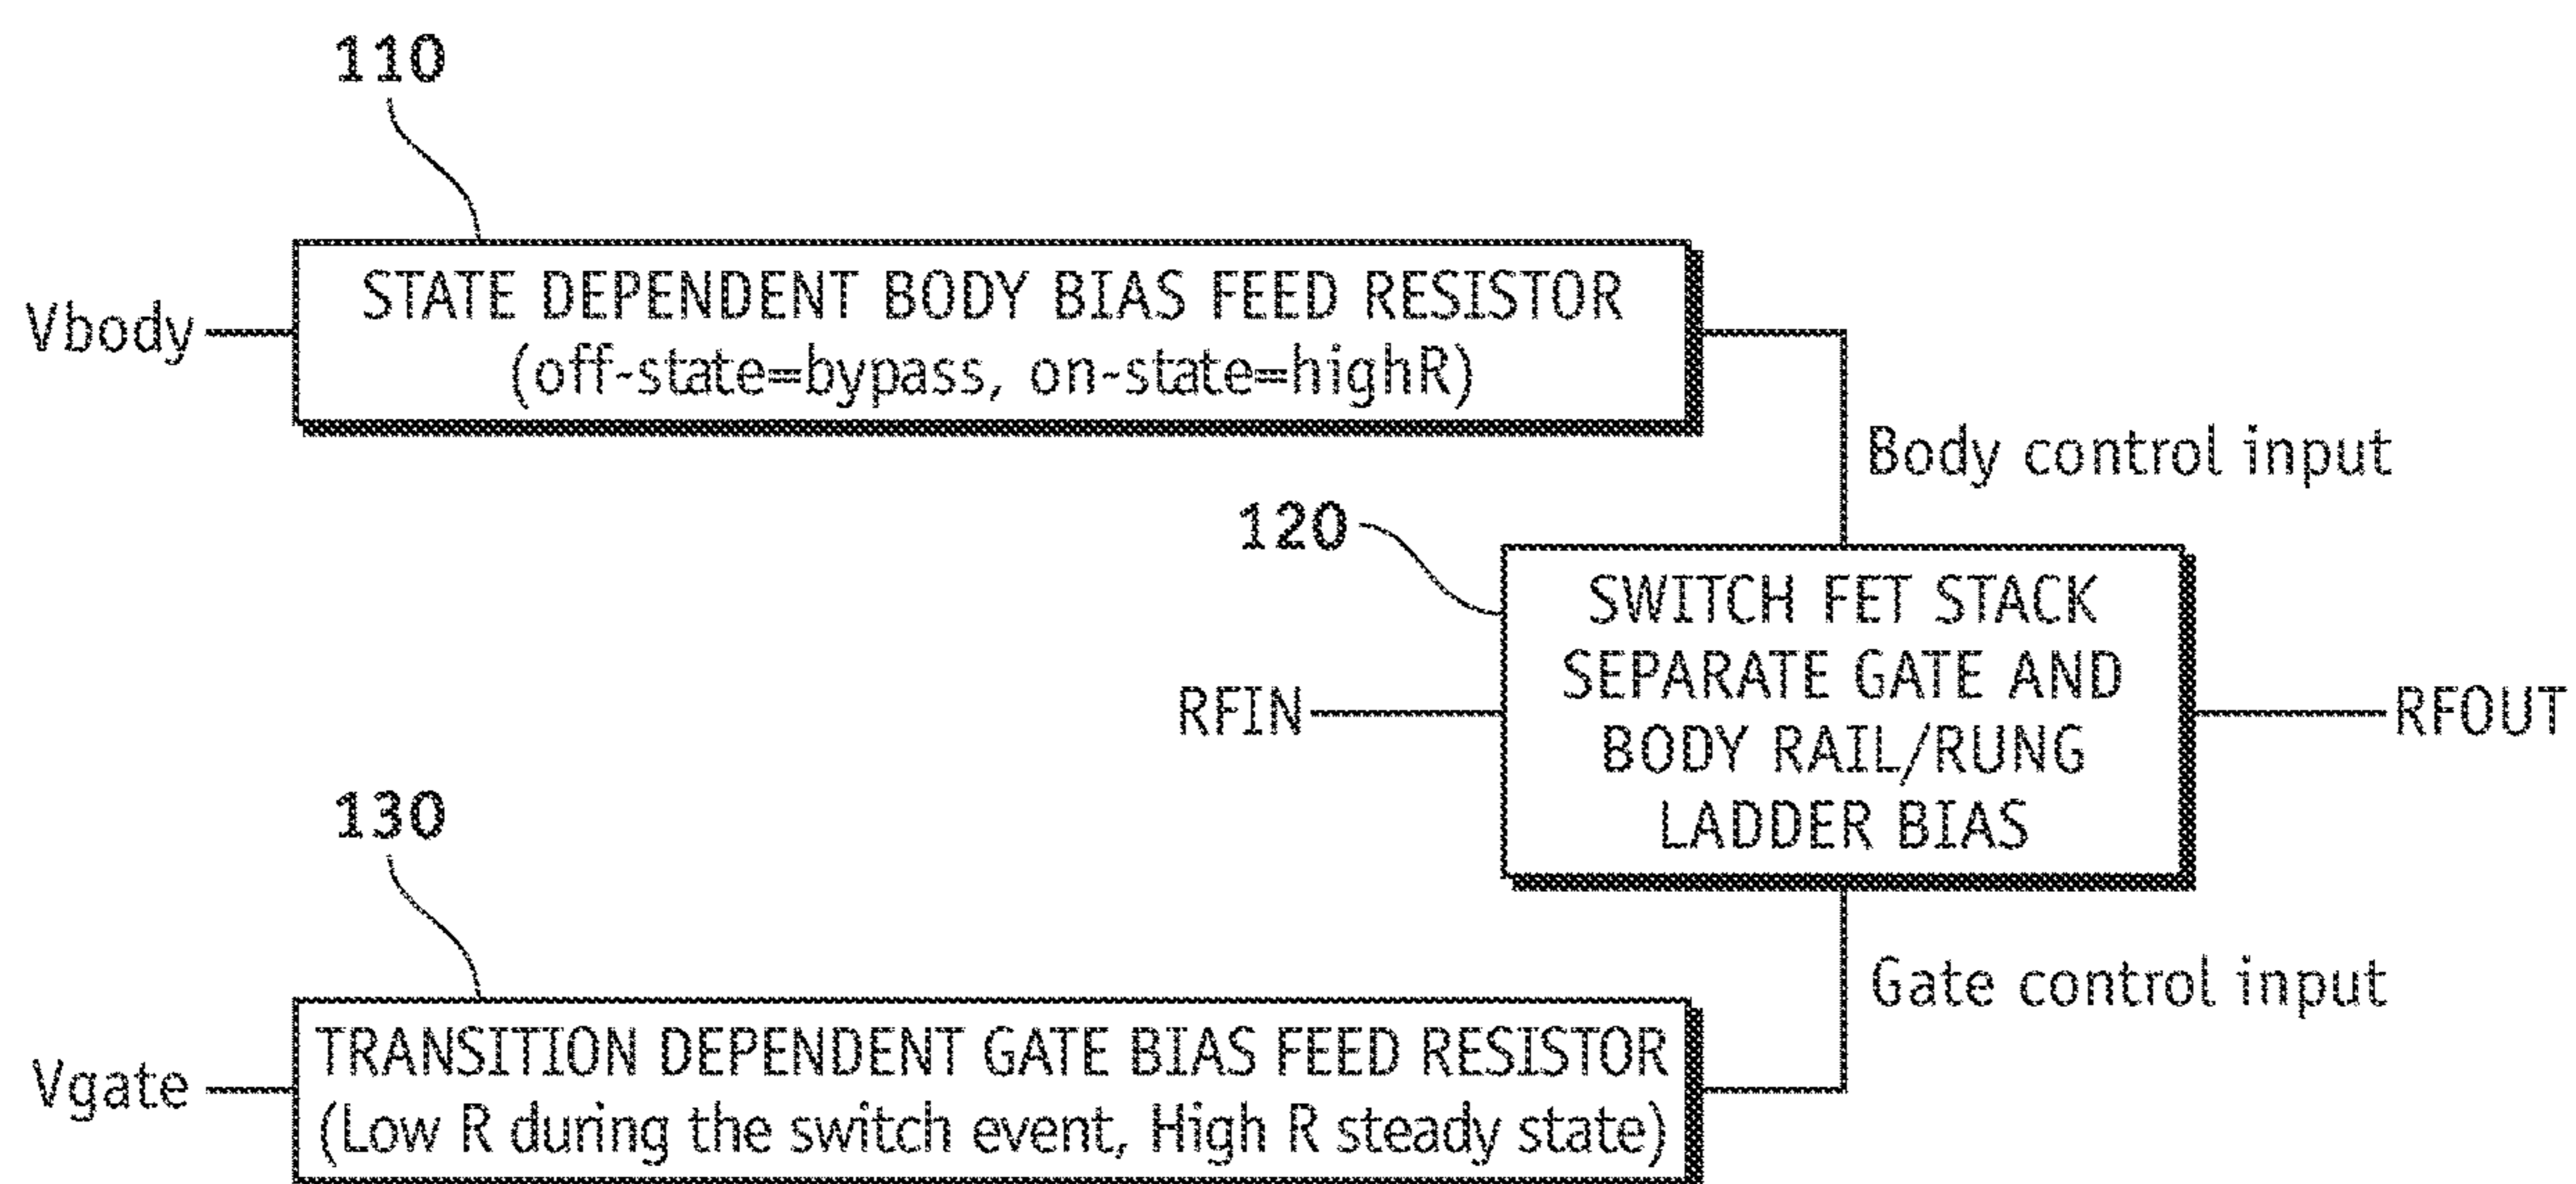 110
Vbody
STATE DEPENDENT BODY BIAS FEED RESISTOR
(off-state=bypass, on-state=highR)
Body control input
120
SWITCH FET STACK
SEPARATE GATE AND
BODY RAIL/RUNG
LADDER BIAS
RFIN
RFOUT
130
Gate control input
Vgate
TRANSITION DEPENDENT GATE BIAS FEED RESISTOR
(Low R during the switch event, High R steady state)